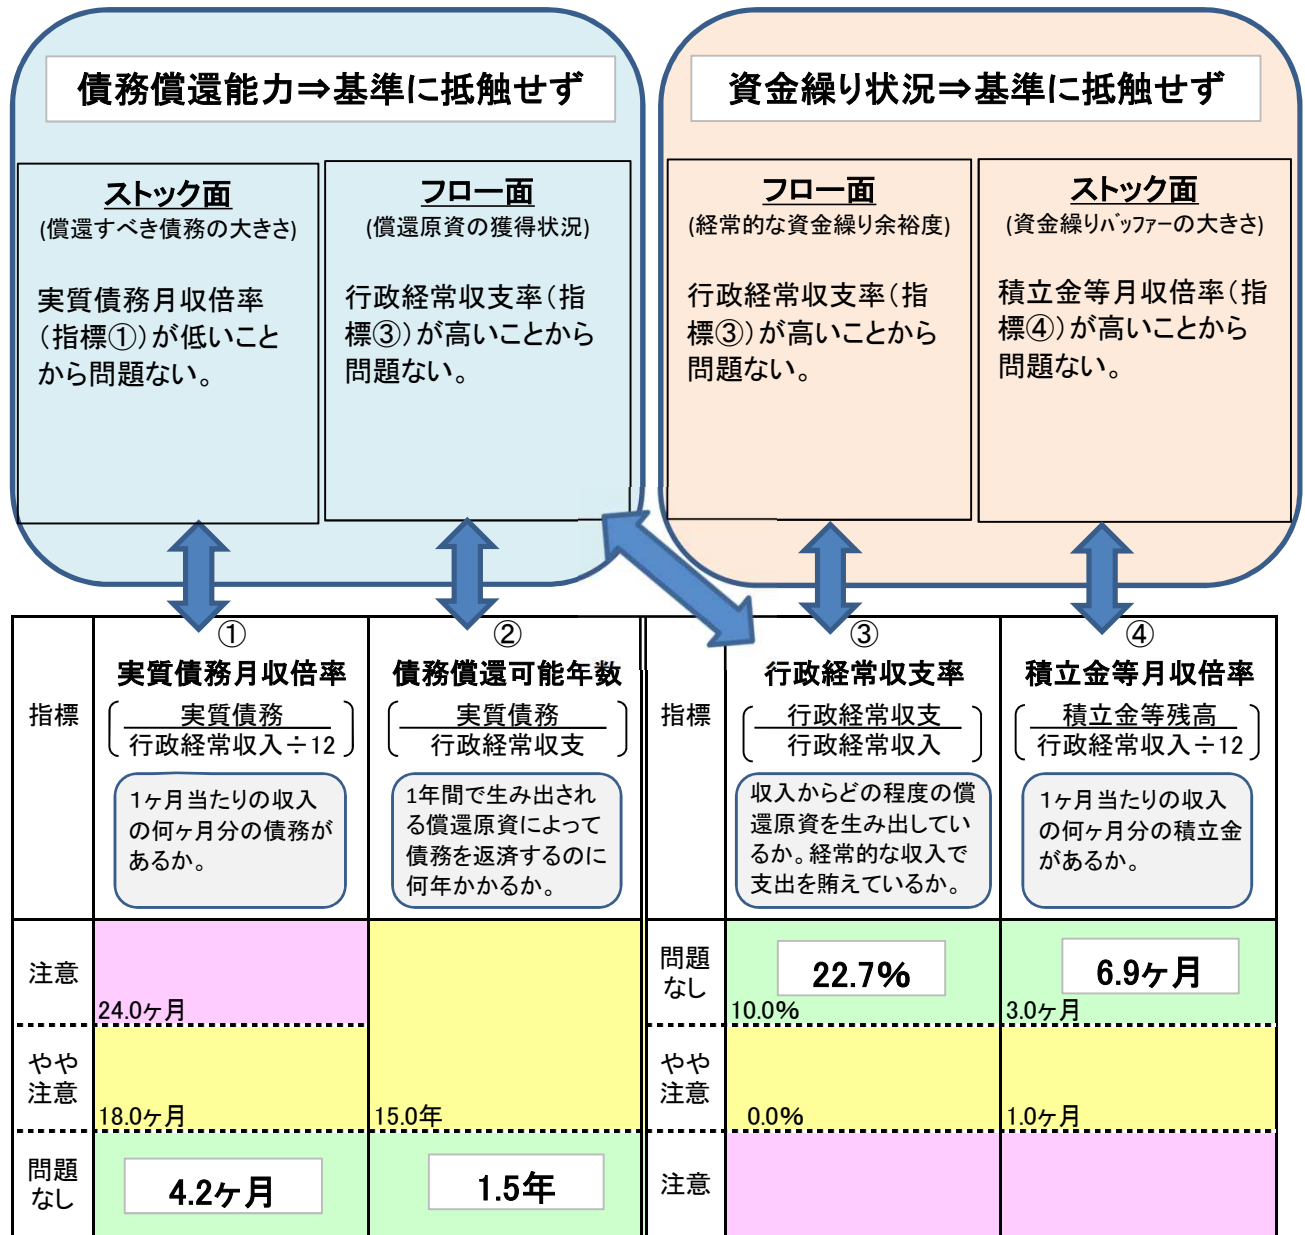 債務償還能力⇒基準に抵触せず
ストック面
(償還すべき債務の大きさ)
実質債務月収倍率
(指標①)が低いこと
から問題ない。
フロー面
(償還原資の獲得状況)
行政経常収支率(指
標③)が高いことから
問題ない。
資金繰り状況⇒基準に抵触せず
フロー面
(経常的な資金繰り余裕度)
行政経常収支率(指
標③)が高いことから
問題ない。
ストック面
(資金繰りバッファーの大きさ)
積立金等月収倍率(指
標④)が高いことから
問題ない。
指標
①
実質債務月収倍率
実質債務
行政経常収入÷12
1ヶ月当たりの収入
の何ヶ月分の債務が
あるか。
②
債務償還可能年数
実質債務
行政経常収支
1年間で生み出され
る償還原資によって
債務を返済するのに
何年かかるか。
指標
③
行政経常収支率
行政経常収支
行政経常収入
収入からどの程度の償
還原資を生み出してい
るか。経常的な収入で
支出を賄えているか。
④
積立金等月収倍率
積立金等残高
行政経常収入÷12
1ヶ月当たりの収入
の何ヶ月分の積立金
があるか。
注意
24.0ヶ月
やや
注意
18.0ヶ月
15.0年
問題
なし
4.2ヶ月
1.5年
問題
なし
22.7%
10.0%
6.9ヶ月
3.0ヶ月
やや
注意
0.0%
1.0ヶ月
注意